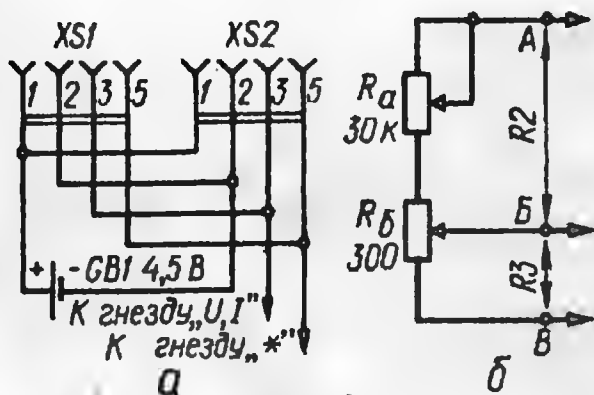 XS1
XS2
1 2 3 5
1 2 3 5
+ - GB1 4,5 В
К гнезду „U, I"
К гнезду „*"
а
А
Rа
30 к
R2
Rб
300
Б
R3
В
б